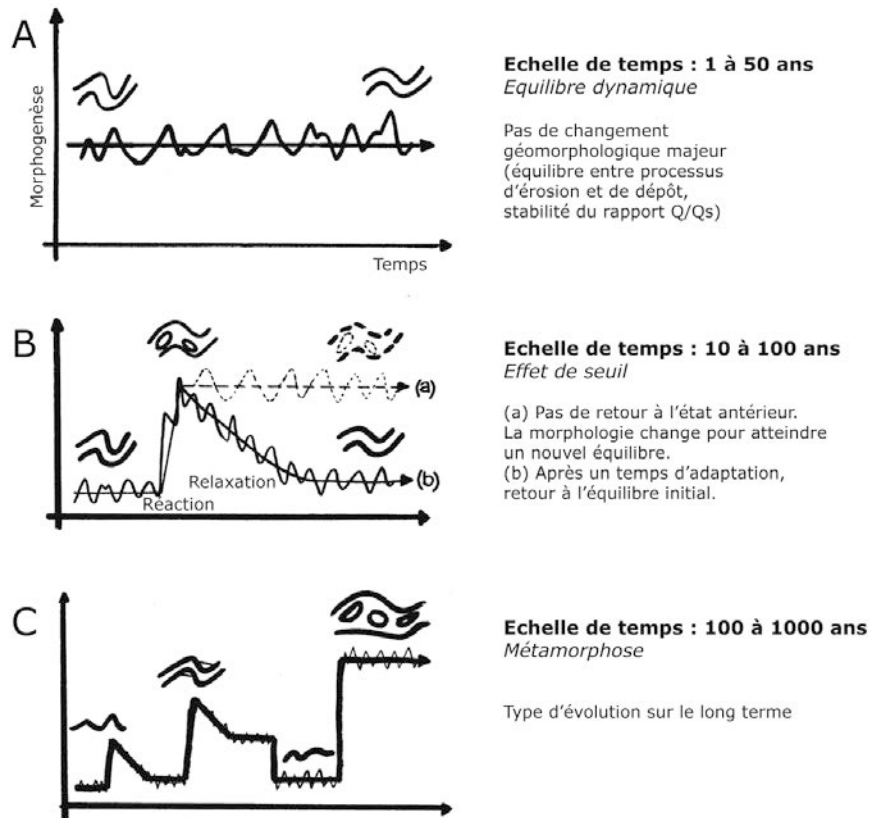 A
Morphogenèse
Temps
Echelle de temps : 1 à 50 ans
Equilibre dynamique
Pas de changement
géomorphologique majeur
(équilibre entre processus
d'érosion et de dépôt,
stabilité du rapport Q/Qs)
B
(a)
Relaxation
(b)
Réaction
Echelle de temps : 10 à 100 ans
Effet de seuil
(a) Pas de retour à l'état antérieur.
La morphologie change pour atteindre
un nouvel équilibre.
(b) Après un temps d'adaptation,
retour à l'équilibre initial.
C
Echelle de temps : 100 à 1000 ans
Métamorphose
Type d'évolution sur le long terme